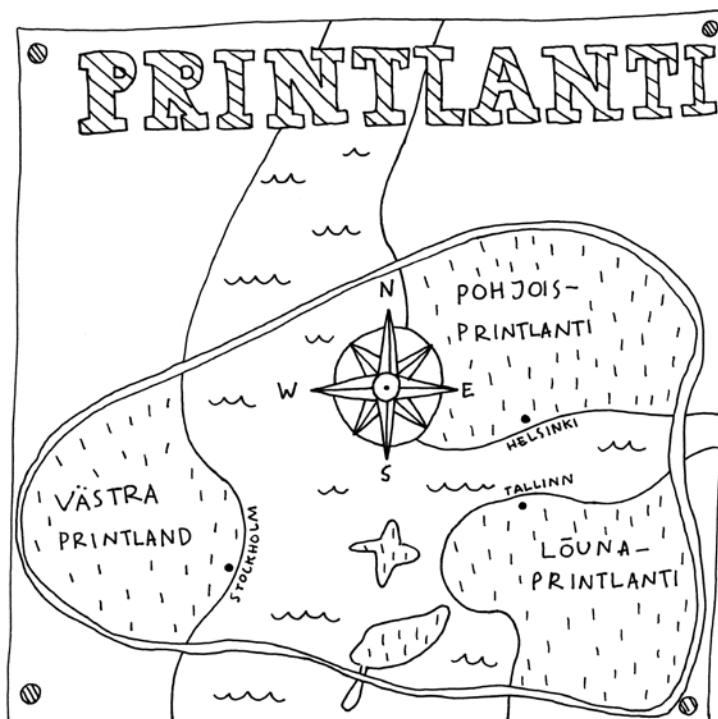 PRINTLANTI
N
POHJOIS-
PRINTLANTI
W
E
HELSINKI
S
VÄSTRA
PRINTLAND
TALLINN
STOCKHOLM
LÕUNA-
PRINTLANTI